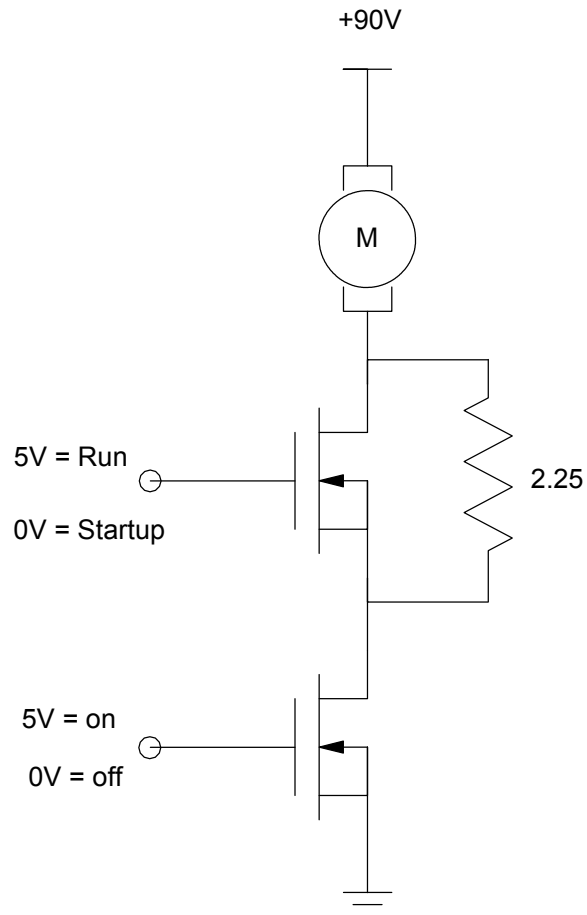 +90V
M
5V = Run
0V = Startup
2.25
5V = on
0V = off